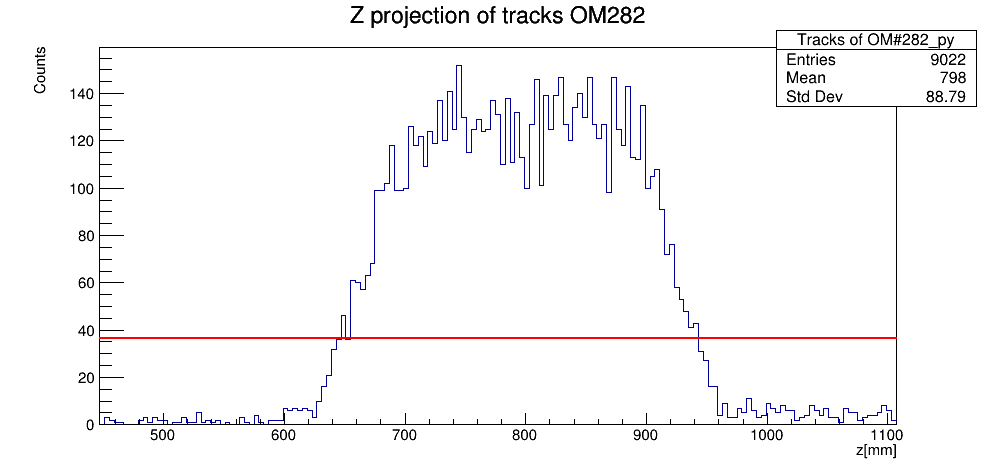 Z projection of tracks OM282
Tracks of OM#282_py
Entries 9022
Mean 798
Std Dev 88.79
Counts
140
120
100
80
60
40
20
0
500 600 700 800 900 1000 1100
z[mm]